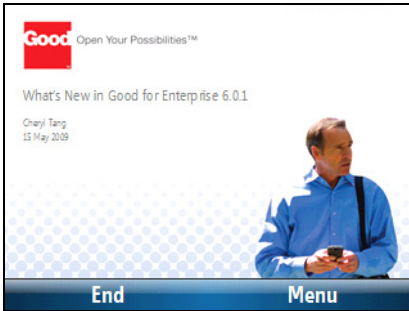 Good Open Your Possibilities™
What's New in Good for Enterprise 6.0.1
Cheryl Tang
15 May 2009
End Menu